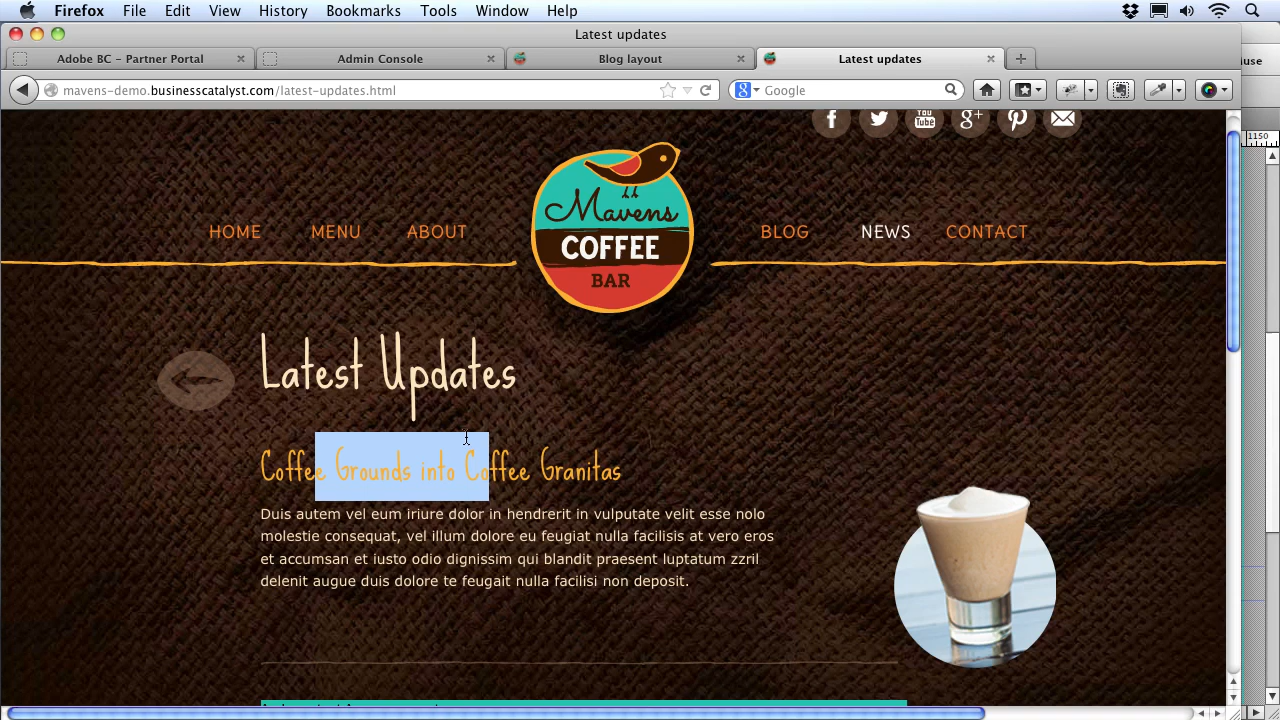 Firefox File Edit View History Bookmarks Tools Window Help
Latest updates
Adobe BC - Partner Portal
Admin Console
Blog layout
Latest updates
mavens-demo.businesscatalyst.com/latest-updates.html
Google
use
1150
You Tube
HOME MENU ABOUT
Mavens
COFFEE
BAR
BLOG NEWS CONTACT
Latest Updates
Coffee Grounds into Coffee Granitas
Duis autem vel eum iriure dolor in hendrerit in vulputate velit esse nolo
molestie consequat, vel illum dolore eu feugiat nulla facilisis at vero eros
et accumsan et iusto odio dignissim qui blandit praesent luptatum zzril
delenit augue duis dolore te feugait nulla facilisi non deposit.